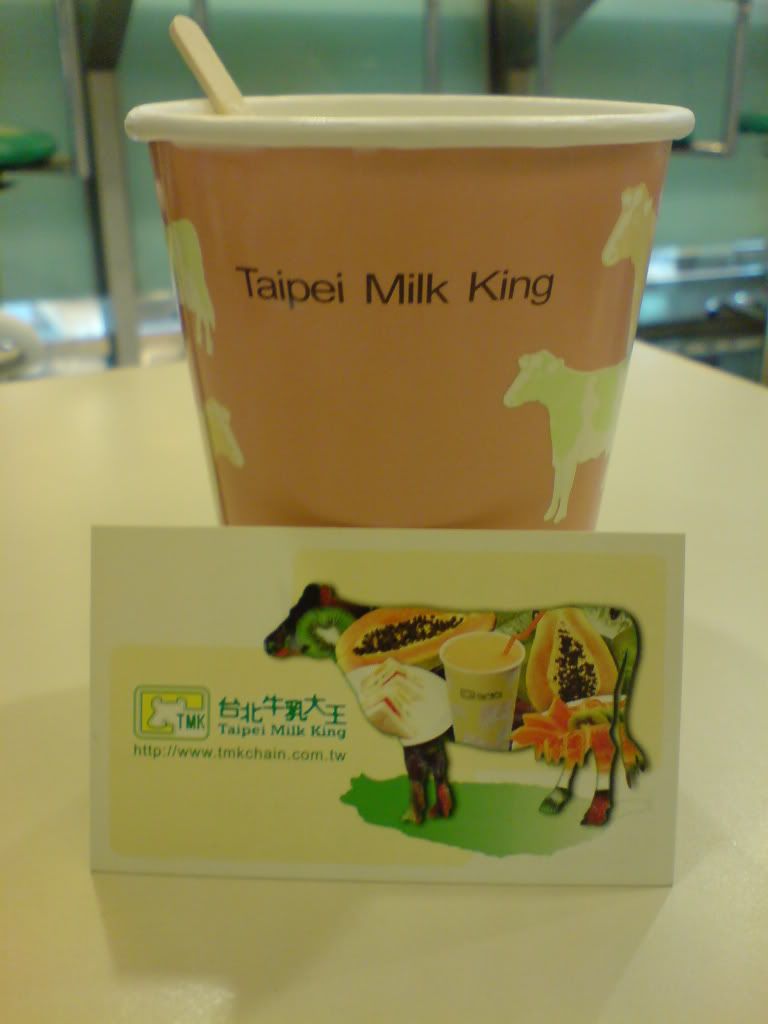 Taipei Milk King
TMK
台北牛乳大王
Taipei Milk King
http://www.tmkchain.com.tw